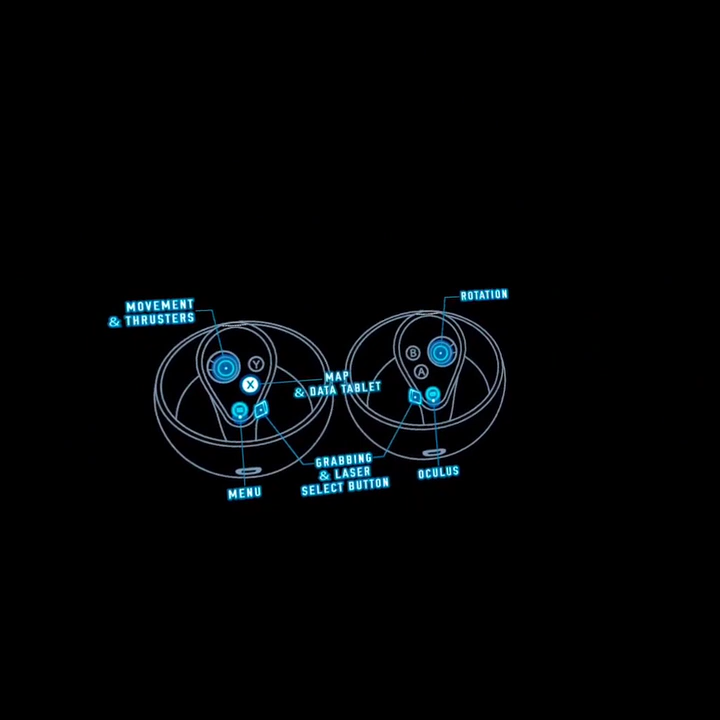 MOVEMENT
& THRUSTERS
ROTATION
Y
X
B
A
MAP
& DATA TABLET
GRABBING
& LASER
SELECT BUTTON
MENU
OCULUS